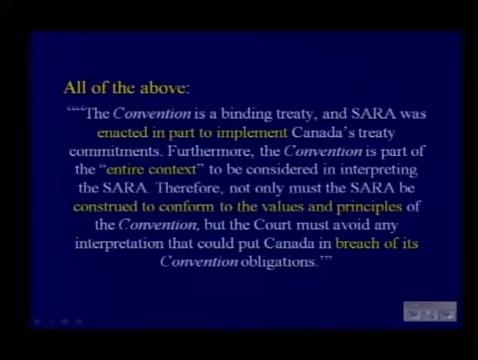 All of the above:
““The Convention is a binding treaty, and SARA was
enacted in part to implement Canada's treaty
commitments. Furthermore, the Convention is part of
the “entire context” to be considered in interpreting
the SARA. Therefore, not only must the SARA be
construed to conform to the values and principles of
the Convention, but the Court must avoid any
interpretation that could put Canada in breach of its
Convention obligations.’”